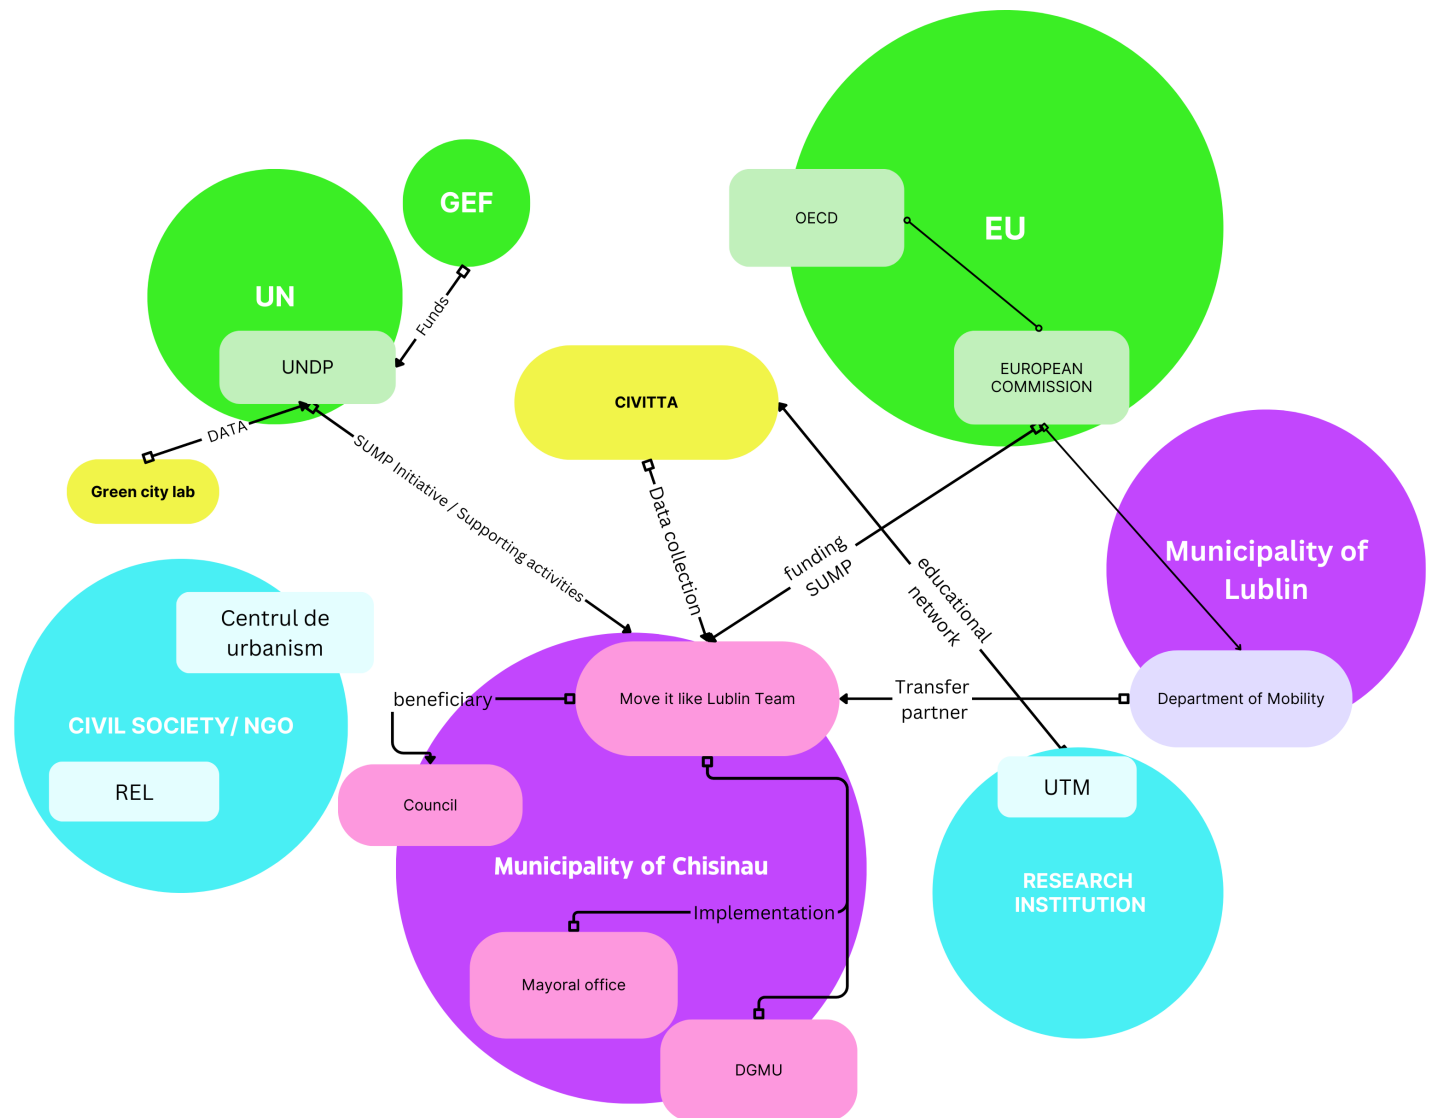 GEF
OECD
EU
UN
Funds
UNDP
EUROPEAN
COMMISSION
CIVITTA
DATA
Green city lab
SUMP Initiative / Supporting activities
Data collection
funding
SUMP
educational
network
Municipality of
Lublin
Centrul de
urbanism
CIVIL SOCIETY/ NGO
REL
beneficiary
Move it like Lublin Team
Transfer
partner
Department of Mobility
Council
UTM
Municipality of Chisinau
RESEARCH
INSTITUTION
Implementation
Mayoral office
DGMU